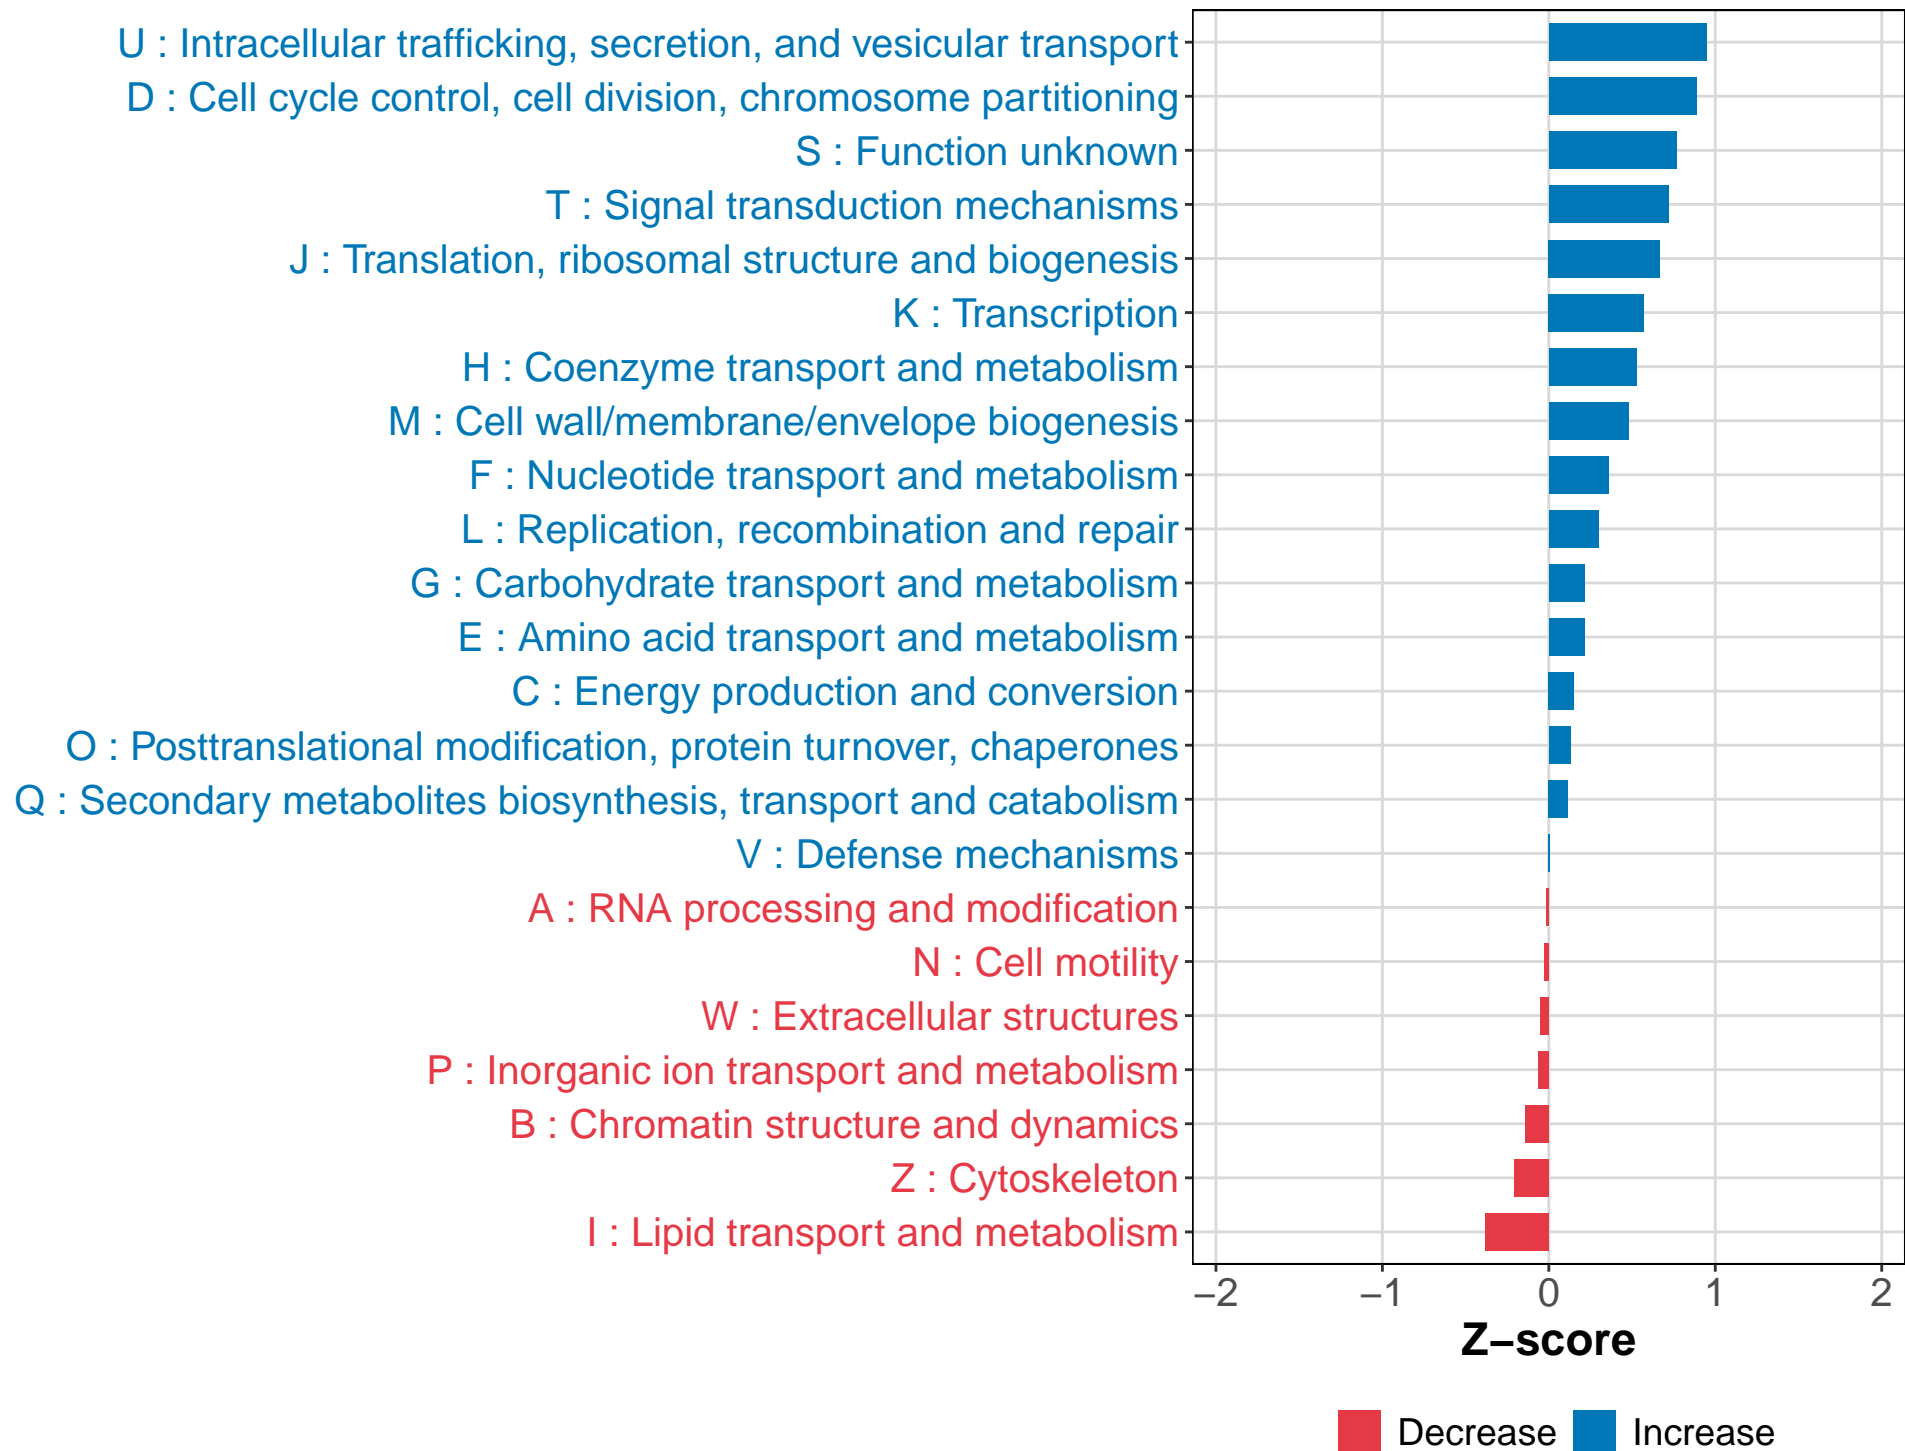 U : Intracellular trafficking, secretion, and vesicular transport
D : Cell cycle control, cell division, chromosome partitioning
S : Function unknown
T : Signal transduction mechanisms
J : Translation, ribosomal structure and biogenesis
K : Transcription
H : Coenzyme transport and metabolism
M : Cell wall/membrane/envelope biogenesis
F : Nucleotide transport and metabolism
L : Replication, recombination and repair
G : Carbohydrate transport and metabolism
E : Amino acid transport and metabolism
C : Energy production and conversion
O : Posttranslational modification, protein turnover, chaperones
Q : Secondary metabolites biosynthesis, transport and catabolism
V : Defense mechanisms
A : RNA processing and modification
N : Cell motility
W : Extracellular structures
P : Inorganic ion transport and metabolism
B : Chromatin structure and dynamics
Z : Cytoskeleton
I : Lipid transport and metabolism
−2 −1 0 1 2
Z−score
Decrease Increase